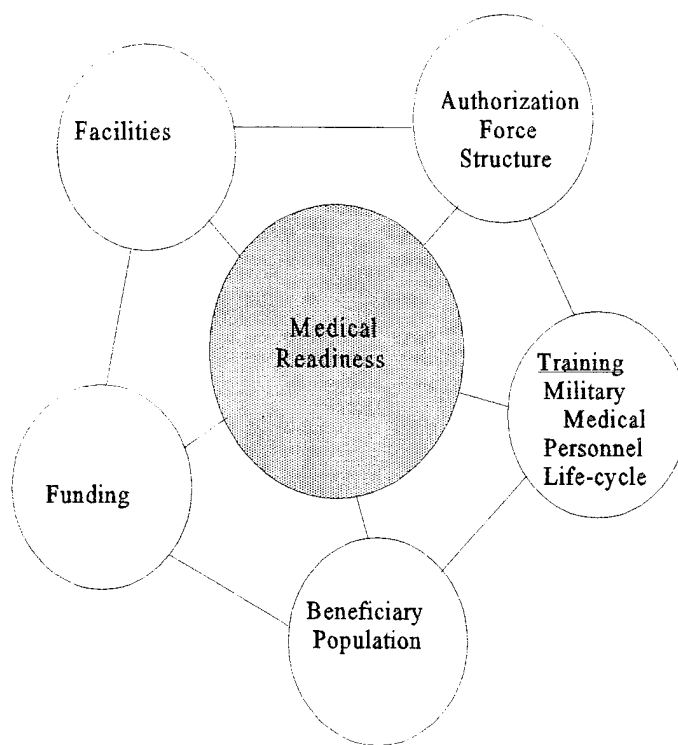 Facilities
Authorization
Force
Structure
Medical
Readiness
Training
Military
Medical
Personnel
Life-cycle
Funding
Beneficiary
Population